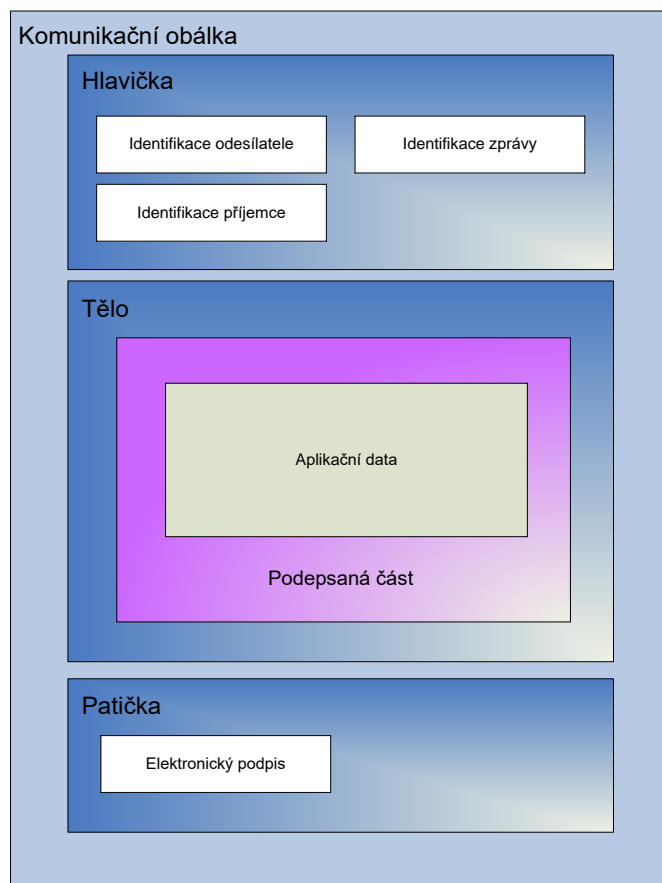 Komunikační obálka
Hlavička
Identifikace odesílatele
Identifikace zprávy
Identifikace příjemce
Tělo
Aplikační data
Podepsaná část
Patička
Elektronický podpis